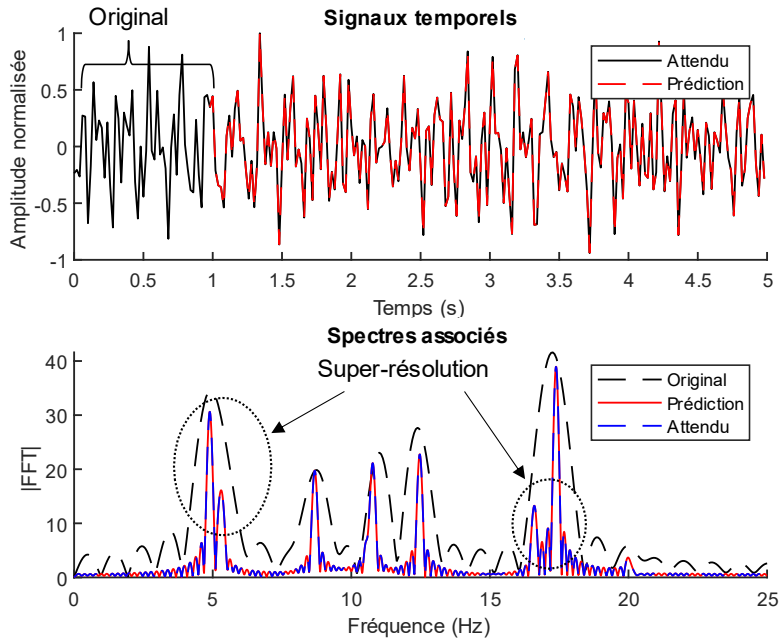 Original
Signaux temporels
Amplitude normalisée
1
0.5
0
-0.5
-1
Attendu
Prédiction
0 0.5 1 1.5 2 2.5 3 3.5 4 4.5 5
Temps (s)
Spectres associés
Super-résolution
|FFT|
40
30
20
10
0
Original
Prédiction
Attendu
0 5 10 15 20 25
Fréquence (Hz)